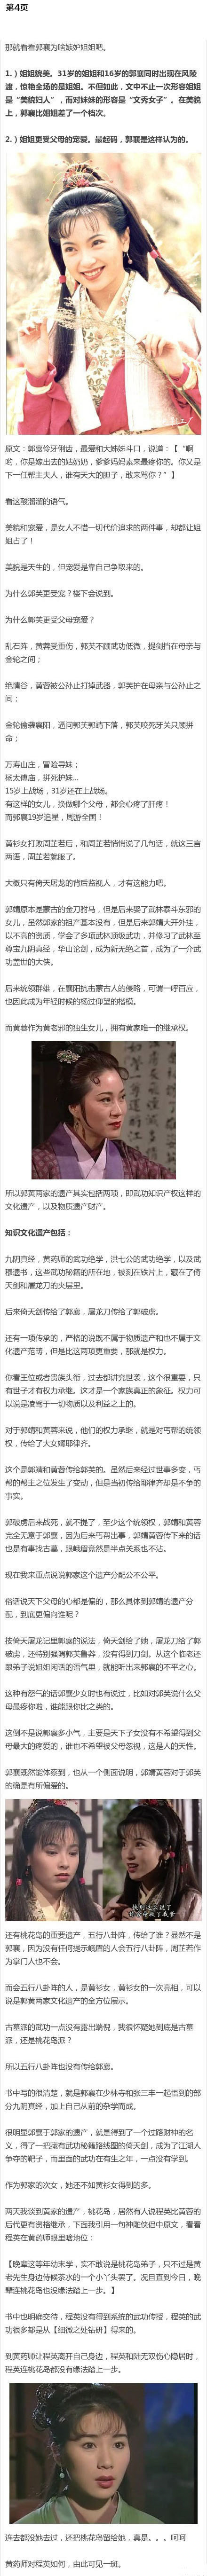 第4页
那就看看郭襄为啥嫉妒姐姐吧。
1.）姐姐貌美。31岁的姐姐和16岁的郭襄同时出现在风陵
渡，惊艳全场的是姐姐。不但如此，文中不止一次形容姐姐
是“美貌妇人”，而对妹妹的形容是“文秀女子”。在美貌
上，郭襄比姐姐差了一个档次。
2.）姐姐更受父母的宠爱。最起码，郭襄是这样认为的。
原文：郭襄伶牙俐齿，最爱和大姊姊斗口，说道：【“啊
哟，你是嫁出去的姑奶奶，爹爹妈妈素来最疼你的。你又是
下一任帮主夫人，谁有天大的胆子，敢来骂你？”】
看这酸溜溜的语气。
美貌和宠爱，是女人不惜一切代价追求的两件事，却都让姐
姐占了！
美貌是天生的，但宠爱是靠自己争取来的。
为什么郭芙更受宠？楼下会说到。
为什么郭芙更受父母宠爱？
乱石阵，黄蓉受重伤，郭芙不顾武功低微，提剑挡在母亲与
金轮之间；
绝情谷，黄蓉被公孙止打掉武器，郭芙护在母亲与公孙止之
间；
金轮偷袭襄阳，逼问郭芙郭靖下落，郭芙咬死牙关只顾拼
命；
万寿山庄，冒险寻妹；
杨太傅庙，拼死护妹...
15岁上战场，31岁还在上战场。
有这样的女儿，换做哪个父母，都会心疼了肝疼！
而郭襄19岁追星，周游全国！
黄衫女打败周芷若后，和周芷若悄悄说了几句话，就这三言
两语，周芷若就服了。
大概只有倚天屠龙的背后监视人，才有这能力吧。
郭靖原本是蒙古的金刀驸马，但是后来娶了武林泰斗东邪的
女儿，虽然郭家的祖产基本没有，但是后来郭靖大开外挂，
以不高的资质，学会了多项武林顶级武功，并修习了武林至
尊宝九阴真经，华山论剑，成为新无绝之首，成为了一介武
功盖世的大侠。
后来统领群雄，在襄阳抗击蒙古人的侵略，可谓一呼百应，
也因此成为年轻时候的杨过仰望的楷模。
而黄蓉作为黄老邪的独生女儿，拥有黄家唯一的继承权。
所以郭黄两家的遗产其实包括两项，即武功知识产权这样的
文化遗产，以及物质遗产财产。
知识文化遗产包括：
九阴真经，黄药师的武功绝学，洪七公的武功绝学，以及武
穆遗书，这些武功秘籍的所在地，被刻在铁片上，藏在了倚
天剑和屠龙刀的夹层里。
后来倚天剑传给了郭襄，屠龙刀传给了郭破虏。
还有一项传承的，严格的说既不属于物质遗产和也不属于文
化遗产范畴，但是比这两项更重要，那就是权力。
你看王位或者贵族头衔，过去都讲究世袭，这个很重要，只
有世子才有权力承继。这才是一个家族真正的象征。权力可
以说是凌驾于一切物质以及利益之上的。
对于郭靖和黄蓉来说，他们的权力承继，就是对丐帮的统领
权，传给了大女婿耶律齐。
这个是郭靖和黄蓉传给郭芙的。虽然后来经过世事多变，丐
帮的帮主之位发生了变动，但是当初传给耶律齐却是不争的
事实。
郭破虏后来战死，就不提了，至少这个统领权，郭靖和黄蓉
完全无意于郭襄，因为后来丐帮出事，郭靖黄蓉传下来的话
也是有事找古墓，跟峨眉竟然是半点关系也不沾。
现在我来重点说说郭家这个遗产分配公不公平。
俗话说天下父母的心都是偏的，那么具体到郭靖的遗产分
配，到底更偏向谁呢？
按倚天屠龙记里郭襄的说法，倚天剑给了她，屠龙刀给了郭
破虏，还特别强调郭芙鲁莽，没有得到刀剑。从这个临老还
跟弟子说姐姐闲话的语气里，就能听出来郭襄的不平之心。
这种有怨气的话郭襄少女时也有说过，比如对郭芙说什么父
母最疼你啦，谁能跟你比之类的。
这倒不是说郭襄多小气，主要是天下子女没有不希望得到父
母最大的疼爱的，谁也不希望被父母忽视，这是人的天性。
郭襄既然能体察到，也从一个侧面说明，郭靖黄蓉对于郭芙
的确是有所偏爱的。
还有桃花岛的重要遗产，五行八卦阵，传给了谁？显然不是
郭襄，因为没有任何提示峨眉的人会五行八卦阵，周芷若作
为掌门人也不会。
而会五行八卦阵的人，是黄衫女，黄衫女的一次亮相，可以
说是郭黄两家文化遗产的全方位展示。
古墓派的武功一点没有露出端倪，我很怀疑她到底是古墓
派，还是桃花岛派？
所以五行八卦阵也没有传给郭襄。
书中写的很清楚，就是郭襄在少林寺和张三丰一起悟到的部
分九阴真经，加上自己从前的杂学而成。
很明显郭襄于郭家的遗产，就是得到了一个过路财神的名
义，得了一把藏有武功秘籍路线图的倚天剑，成为了江湖人
争夺的靶子，而里面的武功在有生之年，一点没有学到。
作为郭家的次女，她还不如黄衫女得到的多。
两天我谈到黄家的遗产，桃花岛，居然有人说程英比黄蓉的
后代更有资格继承，下面我引用一句神雕侠侣中原文，看看
程英在黄药师眼里啥地位：
【晚辈这等年幼末学，实不敢说是桃花岛弟子，只不过是黄
老先生身边侍候茶水的一个小丫头罢了。况且直到今日，晚
辈连桃花岛也没缘法踏上一步。】
书中也明确交待，程英没有得到系统的武功传授，程英的武
功很多都是从【细微之处钻研】得来的。
到黄药师让程英离开自己身边，程英和陆无双伤心隐居时，
程英连桃花岛都没有缘法踏上一步。
连去都没她去过，还把桃花岛留给她，真是。。。呵呵
黄药师对程英如何，由此可见一斑。